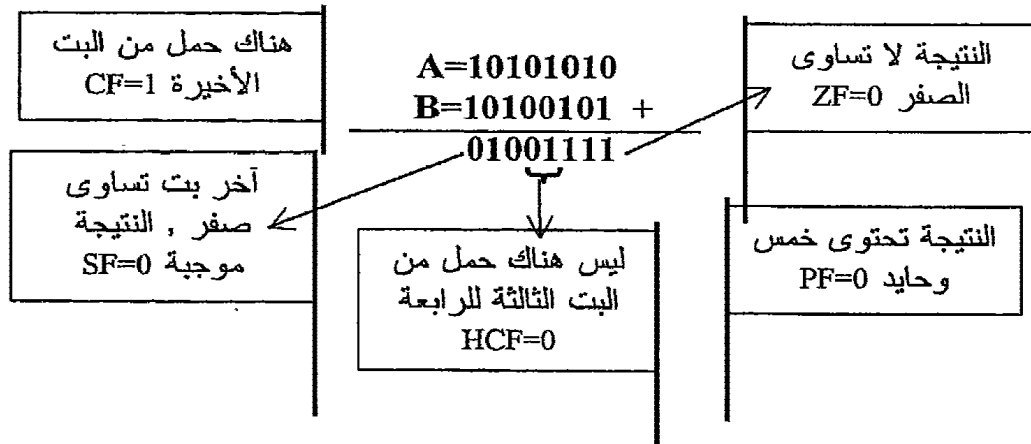 هناك حمل من البت
الأخيرة CF=1
A=10101010
B=10100101 +
01001111
النتيجة لا تساوى
الصفر ZF=0
آخر بت تساوى
صفر , النتيجة
موجبة SF=0
ليس هناك حمل من
البت الثالثة للرابعة
HCF=0
النتيجة تحتوى خمس
وحايد PF=0